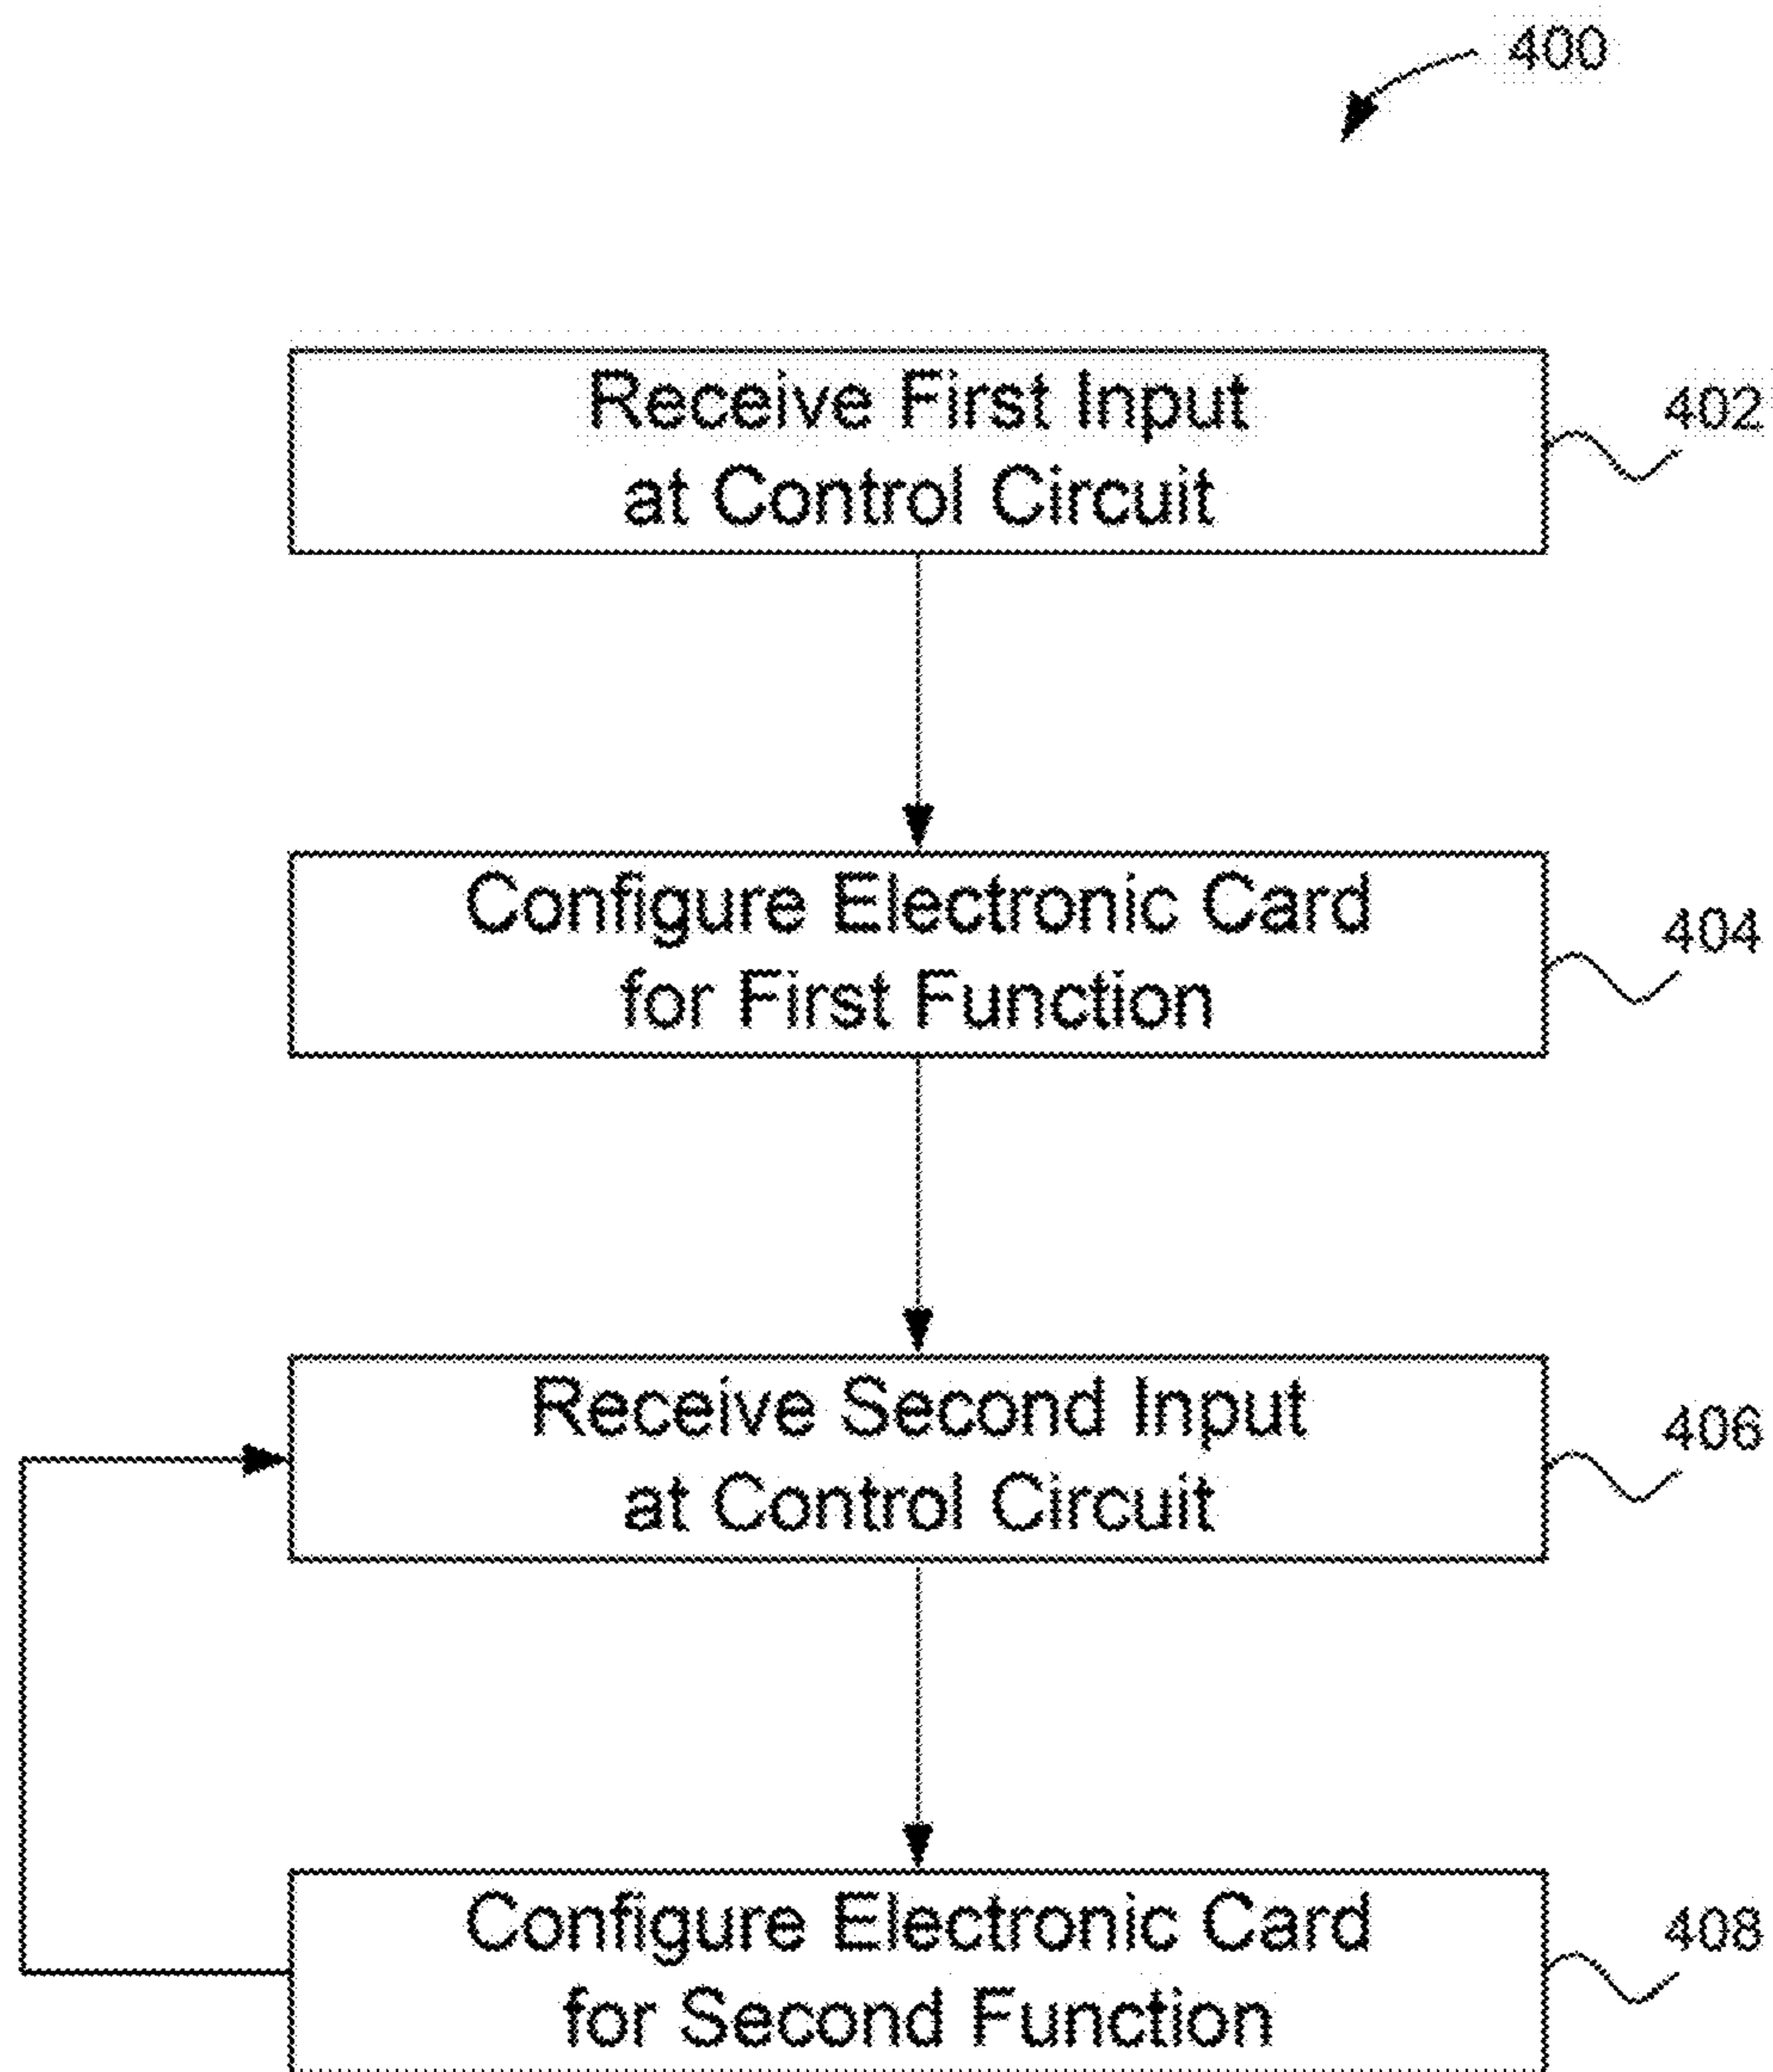 400
Receive First Input
at Control Circuit
402
Configure Electronic Card
for First Function
404
Receive Second Input
at Control Circuit
406
Configure Electronic Card
for Second Function
408